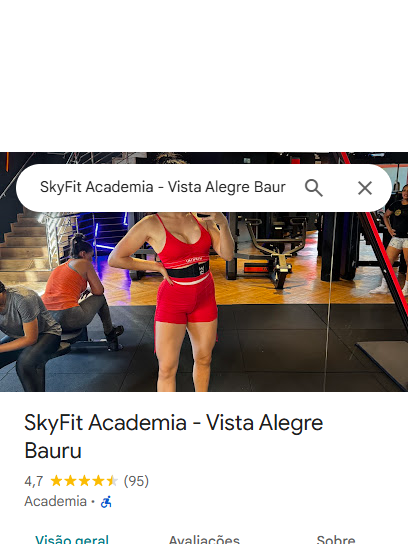 SkyFit Academia - Vista Alegre Baur
SkyFit Academia - Vista Alegre
Bauru
4,7 (95)
Academia ·
Visão geral Avaliações Sobre